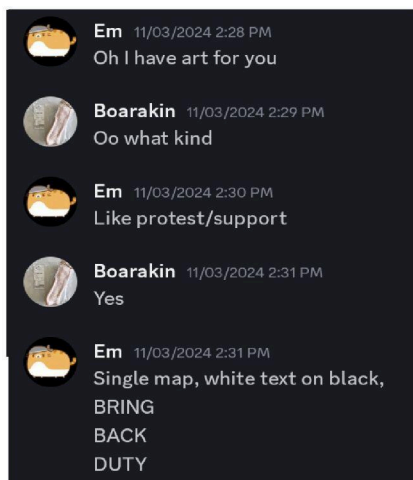 Em 11/03/2024 2:28 PM
Oh I have art for you
Boarakin 11/03/2024 2:29 PM
Oo what kind
Em 11/03/2024 2:30 PM
Like protest/support
Boarakin 11/03/2024 2:31 PM
Yes
Em 11/03/2024 2:31 PM
Single map, white text on black,
BRING
BACK
DUTY